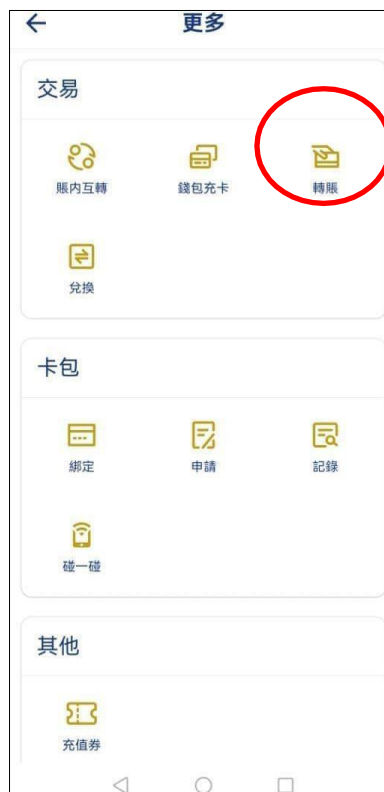 更多
交易
賬内互轉 錢包充卡 轉賬
兌換
卡包
綁定 申請 記錄
碰一碰
其他
充值券